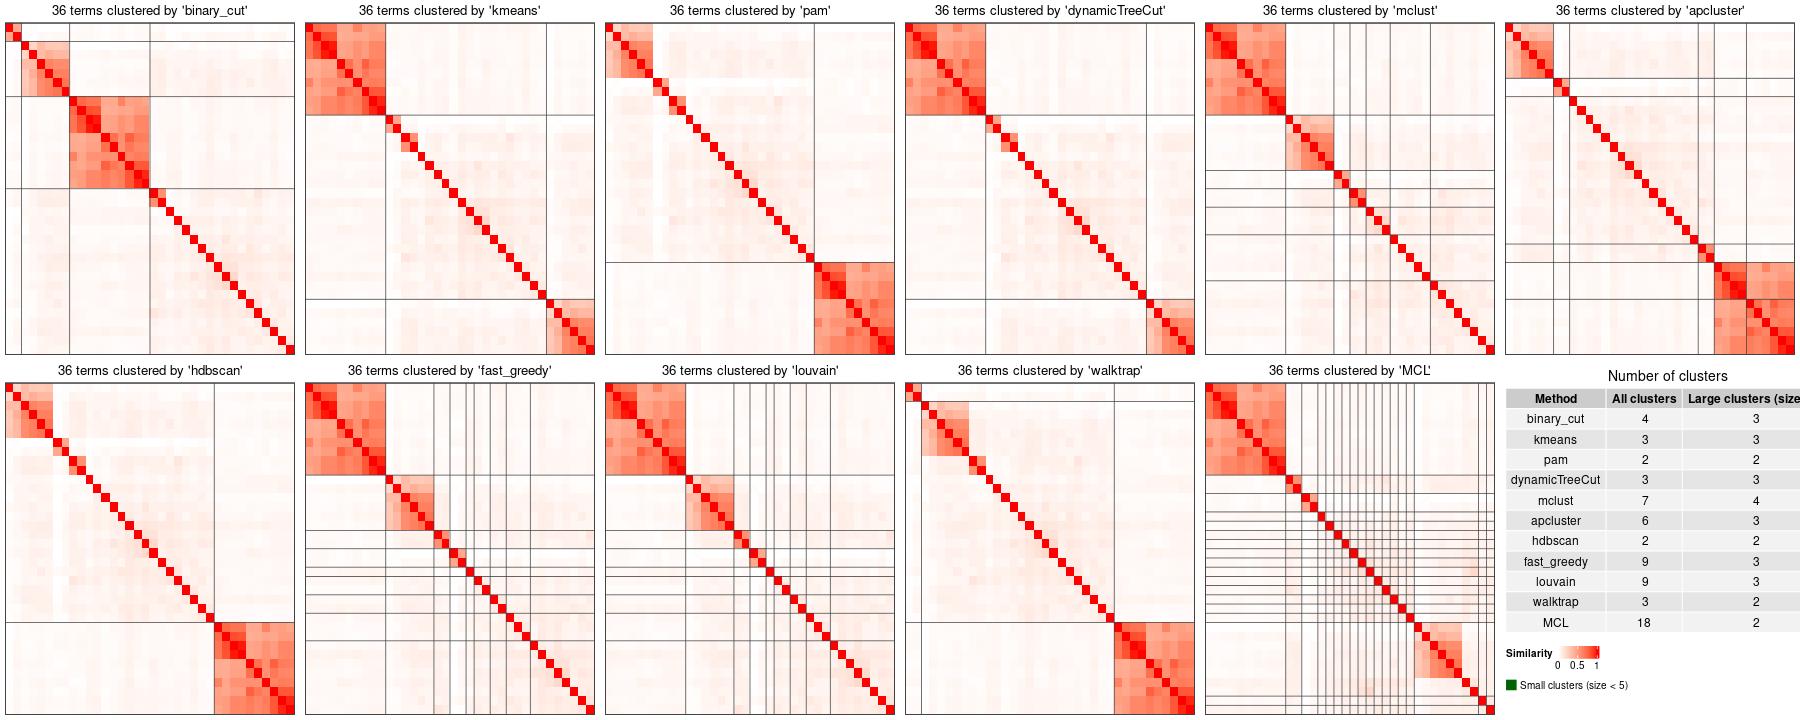 36 terms clustered by 'binary_cut'
36 terms clustered by 'kmeans'
36 terms clustered by 'pam'
36 terms clustered by 'dynamicTreeCut'
36 terms clustered by 'mclust'
36 terms clustered by 'apcluster'
36 terms clustered by 'hdbscan'
36 terms clustered by 'fast_greedy'
36 terms clustered by 'louvain'
36 terms clustered by 'walktrap'
36 terms clustered by 'MCL'
Number of clusters
Method All clusters Large clusters (size
binary_cut 4 3
kmeans 3 3
pam 2 2
dynamicTreeCut 3 3
mclust 7 4
apcluster 6 3
hdbscan 2 2
fast_greedy 9 3
louvain 9 3
walktrap 3 2
MCL 18 2
Similarity
0 0.5 1
Small clusters (size < 5)